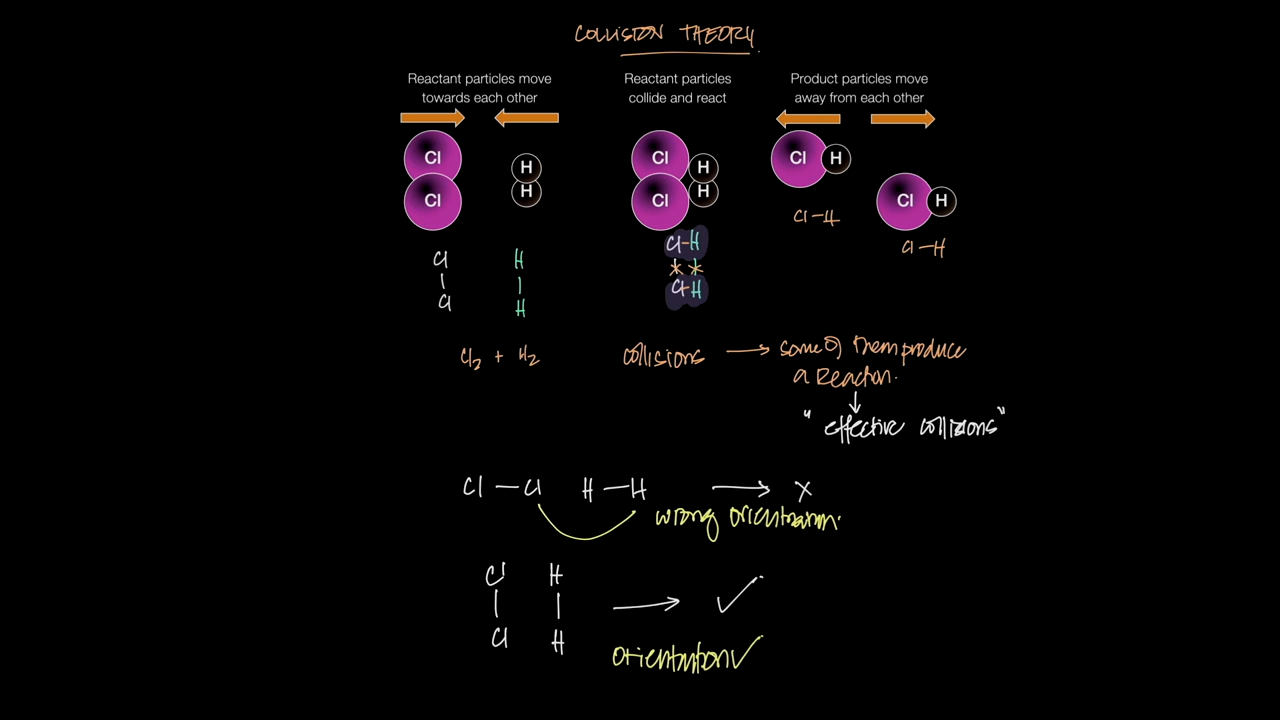 COLLISION THEORY
Reactant particles move
towards each other
Reactant particles
collide and react
Product particles move
away from each other
Cl
Cl
H
H
Cl
Cl
H
H
Cl H
Cl H
Cl-H
Cl-H
Cl
Cl
H
H
Cl-H
Cl-H
Cl₂ + H₂
collisions → some of them produce
a Reaction.
"effective collisions"
Cl — Cl H — H → X
wrong orientation.
Cl H
Cl H
→ ✓
orientation✓